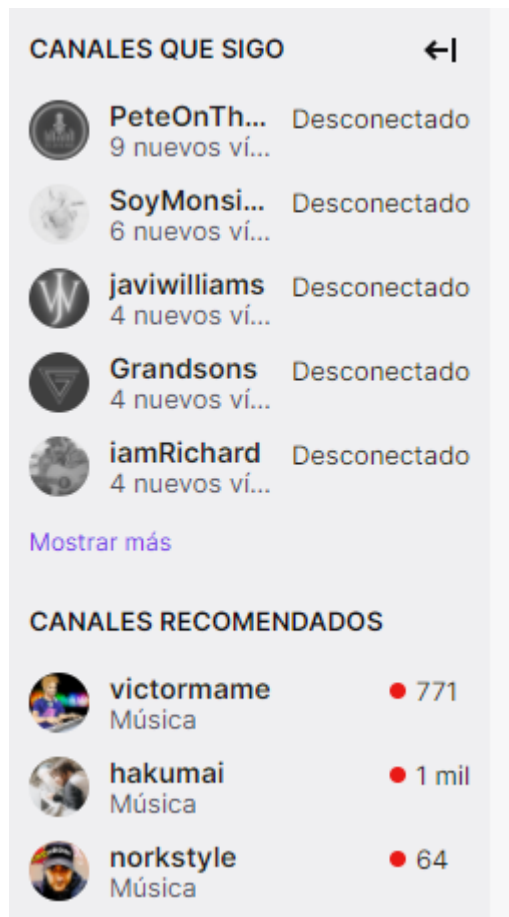 CANALES QUE SIGO
PeteOnTh... Desconectado
9 nuevos ví...
SoyMonsi... Desconectado
6 nuevos ví...
javiwilliams Desconectado
4 nuevos ví...
Grandsons Desconectado
4 nuevos ví...
iamRichard Desconectado
4 nuevos ví...
Mostrar más
CANALES RECOMENDADOS
victormame 771
Música
hakumai 1 mil
Música
norkstyle 64
Música